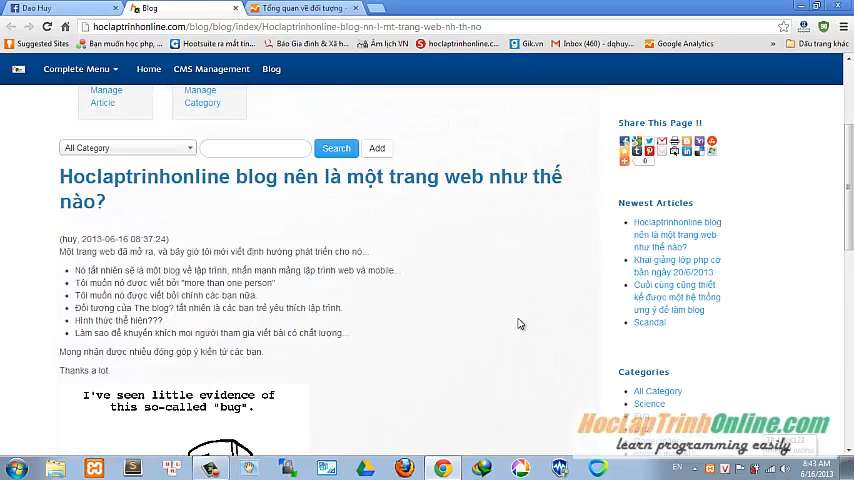 Dao Huy
Blog
Tổng quan về đối tượng -
hoclaptrinhonline.com/blog/blog/index/Hoclaptrinhonline-blog-nn-l-mt-trang-web-nh-th-no
Suggested Sites
Bạn muốn học php, ...
Hootsuite ra mắt tín...
Báo Gia đình & Xã h...
Âm lịch VN
hoclaptrinhonline.c...
Gik.vn
Inbox (460) - dqhuy...
Google Analytics
Dấu trang khác
Complete Menu
Home
CMS Management
Blog
Manage
Article
Manage
Category
All Category
Search
Add
Hoclaptrinhonline blog nên là một trang web như thế
nào?
(huy, 2013-06-16 08:37:24)
Một trang web đã mở ra, và bây giờ tôi mới viết định hướng phát triển cho nó...
Nó tất nhiên sẽ là một blog về lập trình, nhấn mạnh mảng lập trình web và mobile...
Tôi muốn nó được viết bởi "more than one person"
Tôi muốn nó được viết bởi chính các bạn nữa.
Đối tượng của The blog? tất nhiên là các bạn trẻ yêu thích lập trình.
Hình thức thể hiện???
Làm sao để khuyến khích mọi người tham gia viết bài có chất lượng...
Mong nhận được nhiều đóng góp ý kiến từ các bạn.
Thanks a lot.
I've seen little evidence of
this so-called "bug".
Share This Page !!
0
Newest Articles
Hoclaptrinhonline blog
nên là một trang web
như thế nào?
Khai giảng lớp php cơ
bản ngày 20/6/2013
Cuối cùng cũng thiết
kế được một hệ thống
ưng ý để làm blog
Scandal
Categories
All Category
Science
HocLapTrinhOnline.com
learn programming easily
EN
8:43 AM
6/16/2013